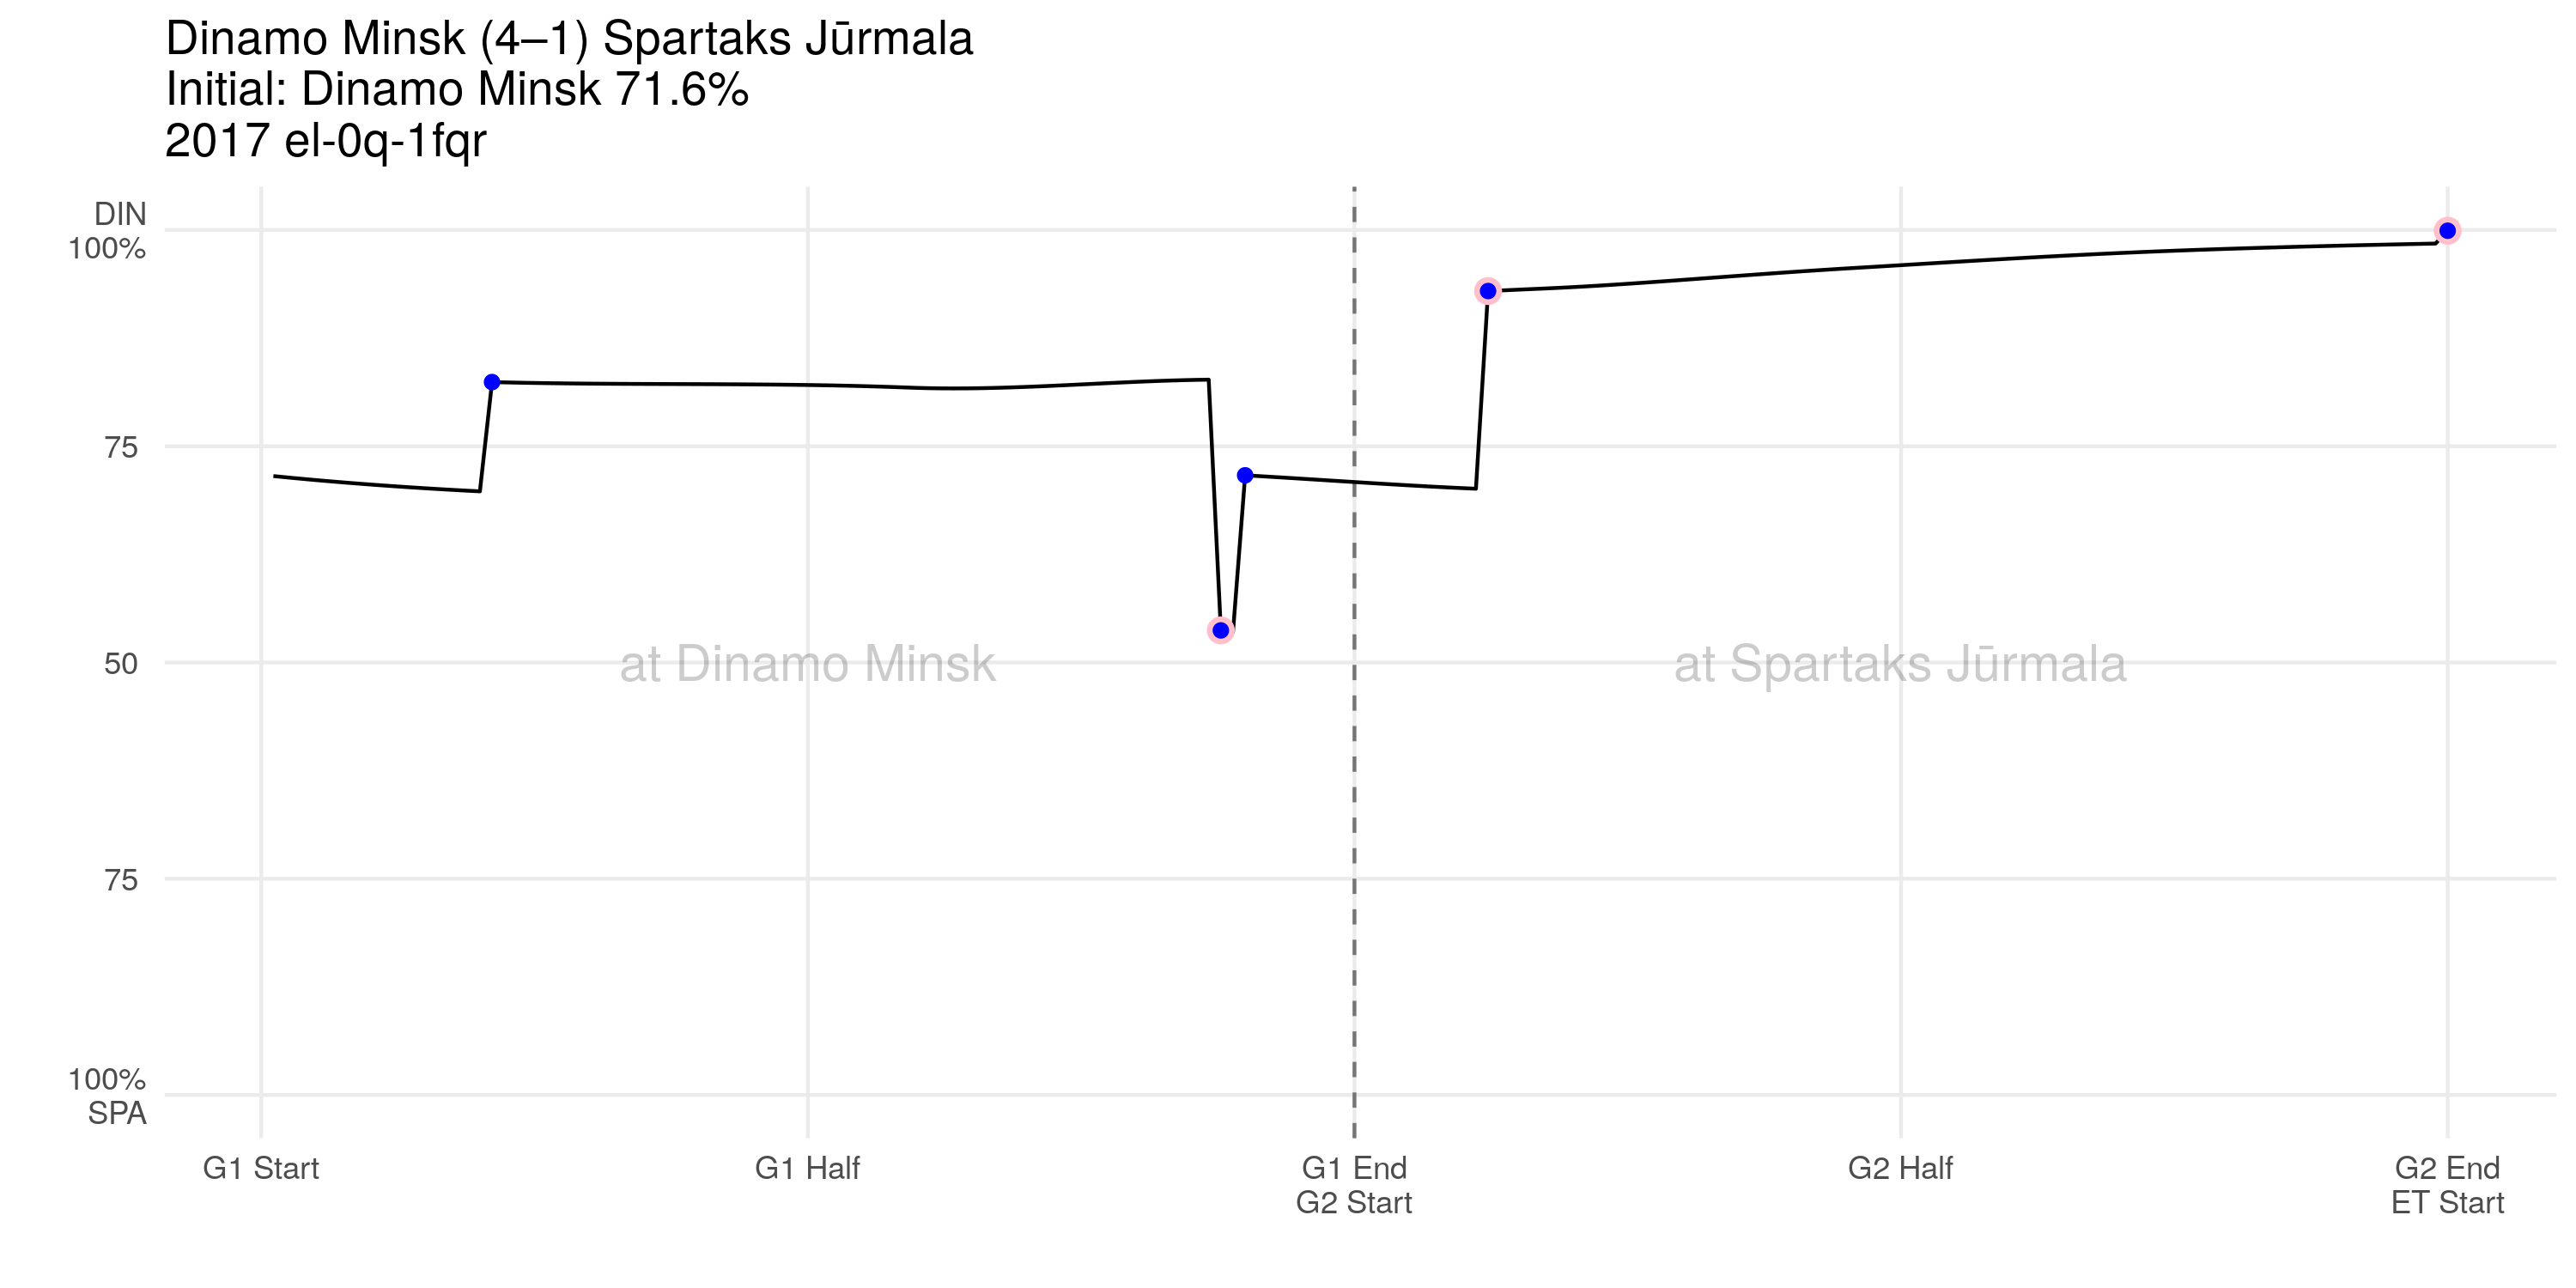 Dinamo Minsk (4–1) Spartaks Jūrmala
Initial: Dinamo Minsk 71.6%
2017 el-0q-1fqr
DIN
100%
75
50
75
100%
SPA
at Dinamo Minsk
at Spartaks Jūrmala
G1 Start
G1 Half
G1 End
G2 Start
G2 Half
G2 End
ET Start